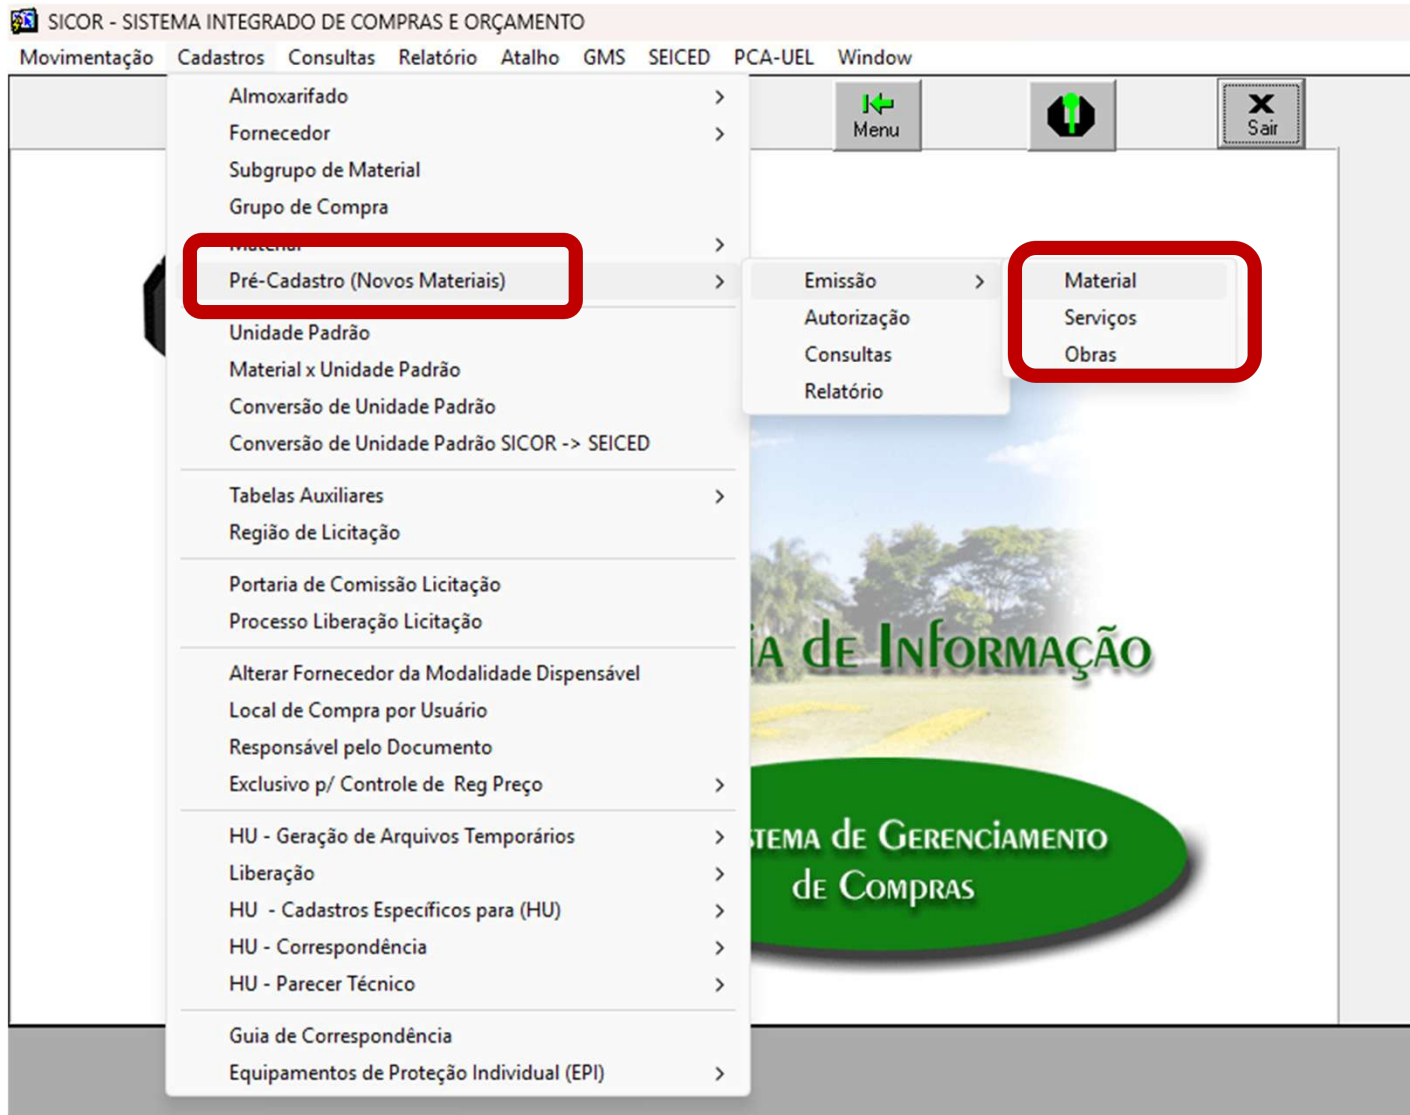 SICOR - SISTEMA INTEGRADO DE COMPRAS E ORÇAMENTO
Movimentação Cadastros Consultas Relatório Atalho GMS SEICED PCA-UEL Window
Menu
Sair
Almoxarifado
Fornecedor
Subgrupo de Material
Grupo de Compra
Material
Pré-Cadastro (Novos Materiais)
Unidade Padrão
Material x Unidade Padrão
Conversão de Unidade Padrão
Conversão de Unidade Padrão SICOR -> SEICED
Tabelas Auxiliares
Região de Licitação
Portaria de Comissão Licitação
Processo Liberação Licitação
Alterar Fornecedor da Modalidade Dispensável
Local de Compra por Usuário
Responsável pelo Documento
Exclusivo p/ Controle de Reg Preço
HU - Geração de Arquivos Temporários
Liberação
HU - Cadastros Específicos para (HU)
HU - Correspondência
HU - Parecer Técnico
Guia de Correspondência
Equipamentos de Proteção Individual (EPI)
Emissão
Autorização
Consultas
Relatório
Material
Serviços
Obras
de Informação
de Gerenciamento
de Compras